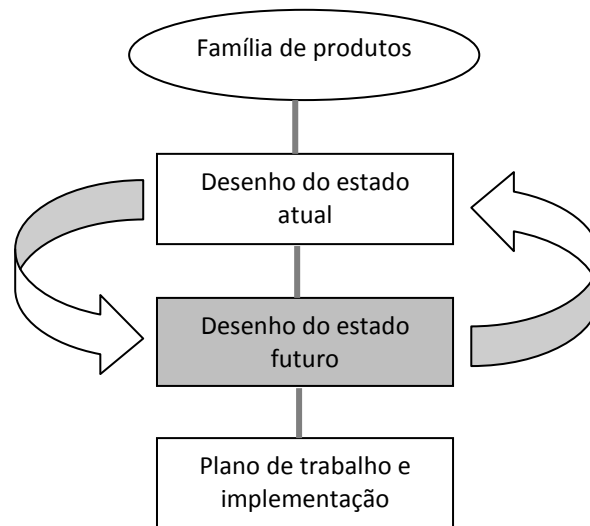 Família de produtos
Desenho do estado
atual
Desenho do estado
futuro
Plano de trabalho e
implementação